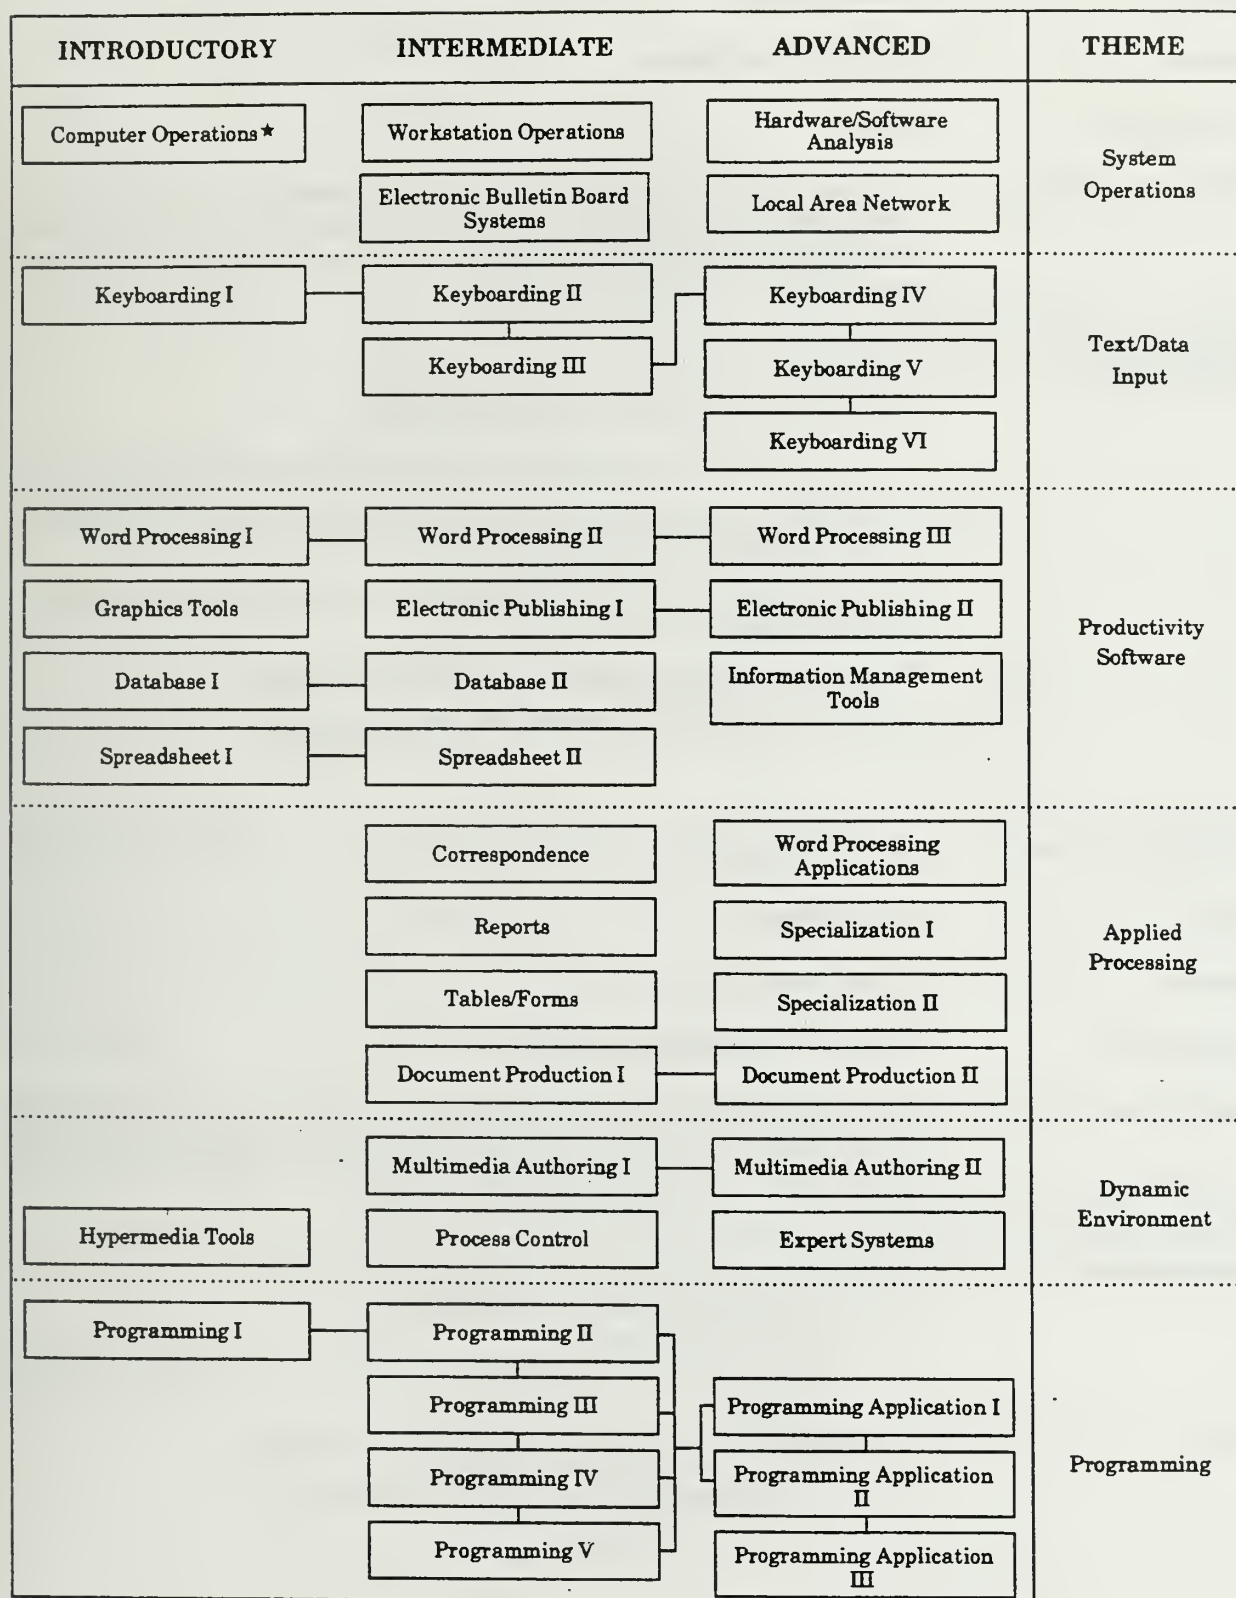 INTRODUCTORY INTERMEDIATE ADVANCED THEME
Computer Operations★
Workstation Operations
Hardware/Software
Analysis
Electronic Bulletin Board
Systems
Local Area Network
System
Operations
Keyboarding I
Keyboarding II
Keyboarding IV
Keyboarding III
Keyboarding V
Keyboarding VI
Text/Data
Input
Word Processing I
Word Processing II
Word Processing III
Graphics Tools
Electronic Publishing I
Electronic Publishing II
Database I
Database II
Information Management
Tools
Spreadsheet I
Spreadsheet II
Productivity
Software
Correspondence
Word Processing
Applications
Reports
Specialization I
Tables/Forms
Specialization II
Document Production I
Document Production II
Applied
Processing
Multimedia Authoring I
Multimedia Authoring II
Hypermedia Tools
Process Control
Expert Systems
Dynamic
Environment
Programming I
Programming II
Programming III
Programming Application I
Programming IV
Programming Application
II
Programming V
Programming Application
III
Programming